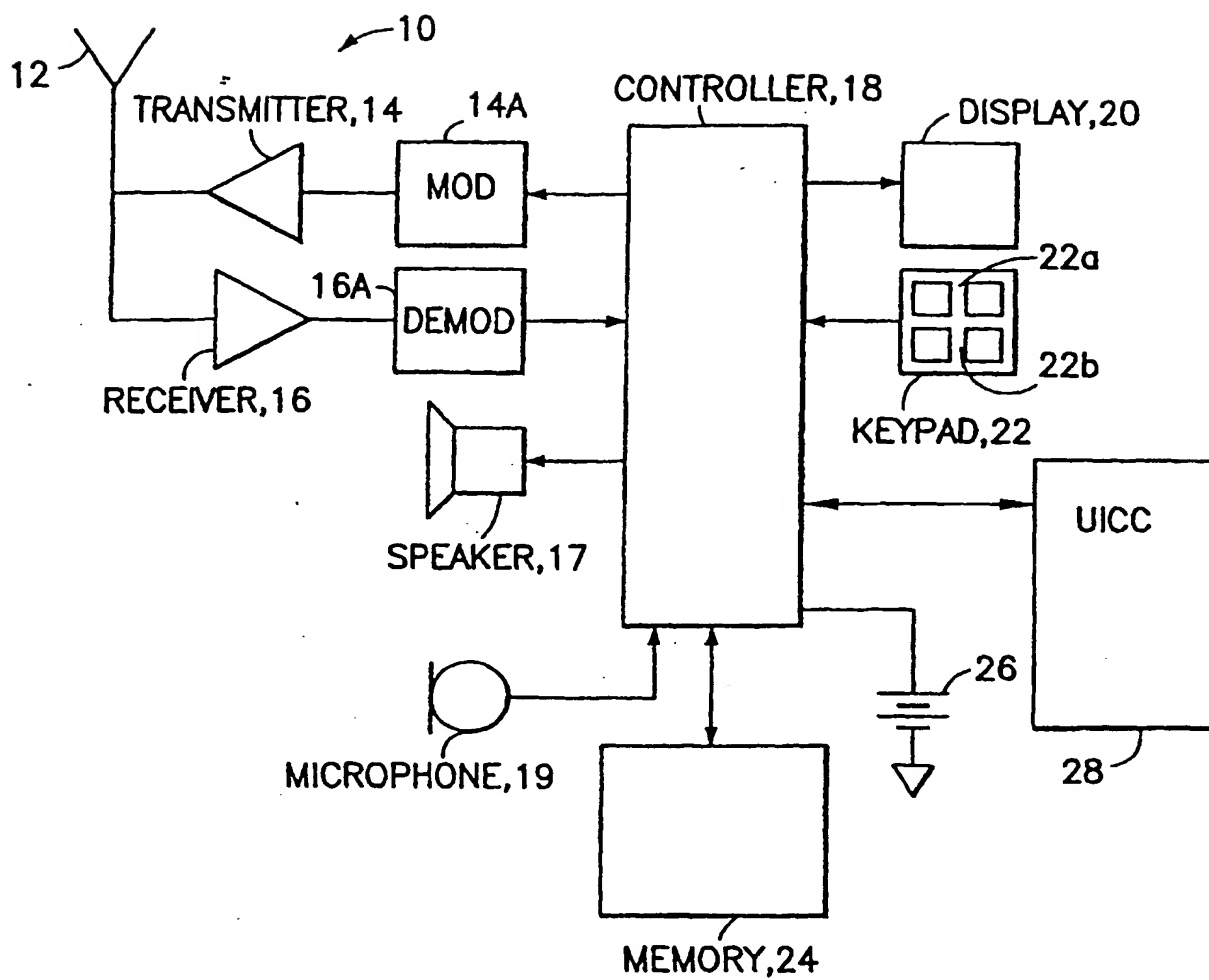 10
12
TRANSMITTER,14
14A
CONTROLLER,18
DISPLAY,20
MOD
16A
DEMOD
22a
22b
RECEIVER,16
KEYPAD,22
SPEAKER,17
UICC
26
MICROPHONE,19
28
MEMORY,24